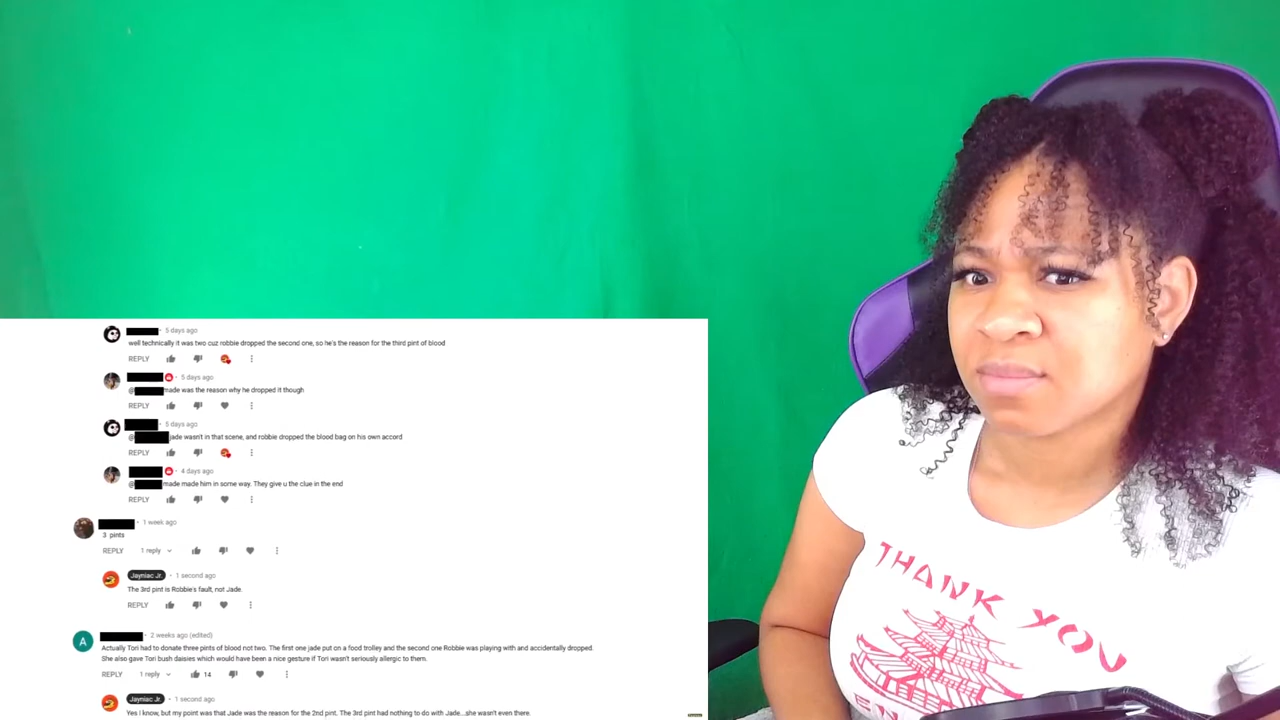 5 days ago
well technically it was two cuz robbie dropped the second one, so he's the reason for the third pint of blood
REPLY
5 days ago
@ made was the reason why he dropped it though
REPLY
5 days ago
@ jade wasn't in that scene, and robbie dropped the blood bag on his own accord
REPLY
4 days ago
@ made made him in some way. They give u the clue in the end
REPLY
1 week ago
3 pints
REPLY 1 reply
Jayniac Jr. 1 second ago
The 3rd pint is Robbie's fault, not Jade.
REPLY
A
2 weeks ago (edited)
Actually Tori had to donate three pints of blood not two. The first one jade put on a food trolley and the second one Robbie was playing with and accidentally dropped.
She also gave Tori bush daisies which would have been a nice gesture if Tori wasn't seriously allergic to them.
REPLY 1 reply 14
Jayniac Jr. 1 second ago
Yes I know, but my point was that Jade was the reason for the 2nd pint. The 3rd pint had nothing to do with Jade...she wasn't even there.
THANK YOU